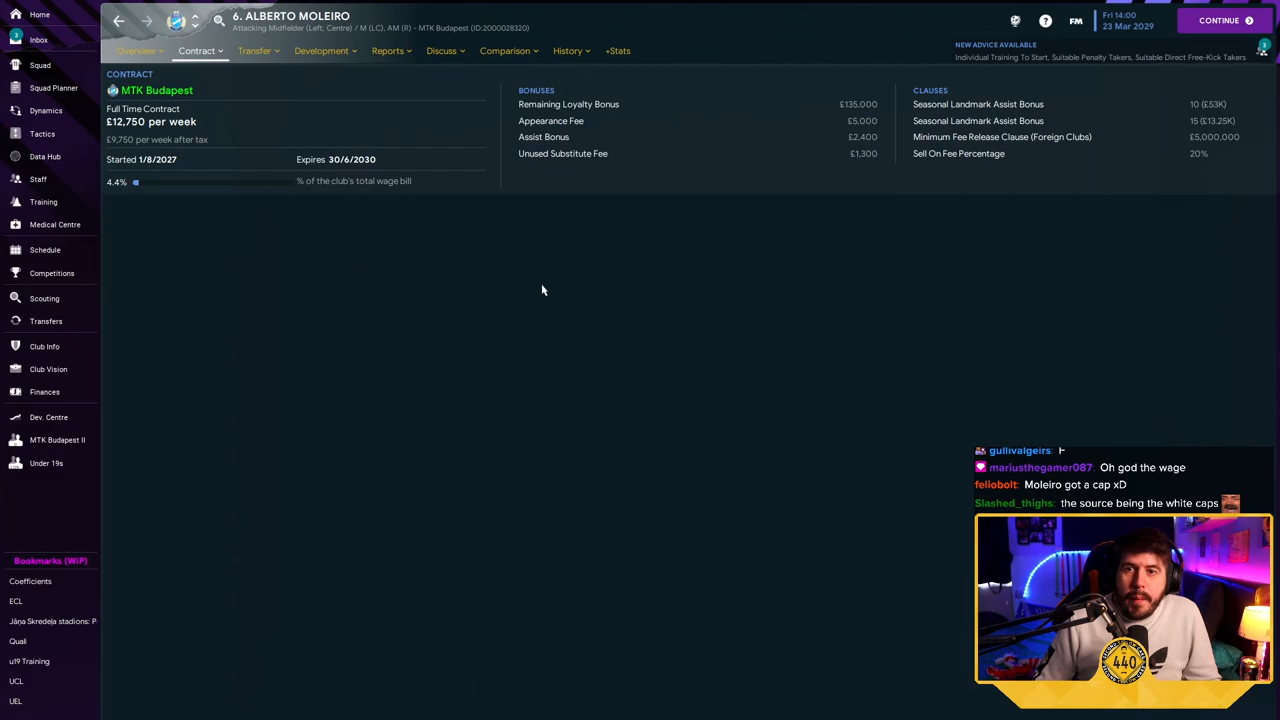 Home
3
Inbox
Squad
Squad Planner
Dynamics
Tactics
Data Hub
Staff
Training
Medical Centre
Schedule
Competitions
Scouting
Transfers
Club Info
Club Vision
Finances
Dev. Centre
MTK Budapest II
Under 19s
Bookmarks (WiP)
Coefficients
ECL
Jāņa Skredeļa stadions: P
Quali
u19 Training
UCL
UEL
6. ALBERTO MOLEIRO
Attacking Midfielder (Left, Centre) / M (LC), AM (R) - MTK Budapest (ID:2000028320)
?
FM
Fri 14:00
23 Mar 2029
CONTINUE
Overview
Contract
Transfer
Development
Reports
Discuss
Comparison
History
+Stats
NEW ADVICE AVAILABLE
Individual Training To Start, Suitable Penalty Takers, Suitable Direct Free-Kick Takers
3
CONTRACT
MTK Budapest
Full Time Contract
£12,750 per week
£9,750 per week after tax
Started 1/8/2027 Expires 30/6/2030
4.4% % of the club's total wage bill
BONUSES
Remaining Loyalty Bonus £135,000
Appearance Fee £5,000
Assist Bonus £2,400
Unused Substitute Fee £1,300
CLAUSES
Seasonal Landmark Assist Bonus 10 (£53K)
Seasonal Landmark Assist Bonus 15 (£13.25K)
Minimum Fee Release Clause (Foreign Clubs) £5,000,000
Sell On Fee Percentage 20%
gullivalgeirs: F
mariusthegamer087: Oh god the wage
feliobolt: Moleiro got a cap xD
Slashed_thighs: the source being the white caps
440